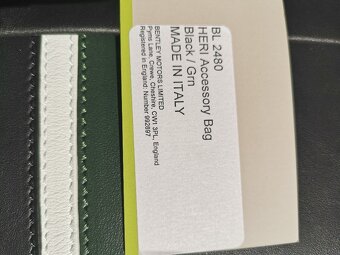 BL 2480
HERI Accessory Bag
Black / Grn
MADE IN ITALY
BENTLEY MOTORS LIMITED
Pyms Lane, Crewe, Cheshire, CW1 3PL, England
Registered in England: Number 992897